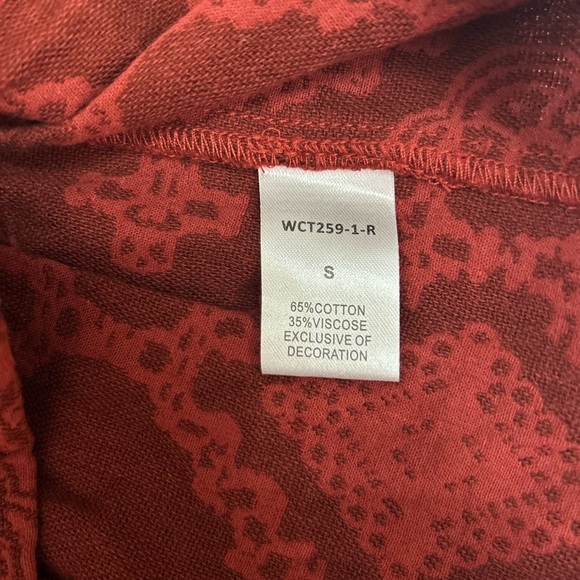 WCT259-1-R
S
65%COTTON
35%VISCOSE
EXCLUSIVE OF
DECORATION